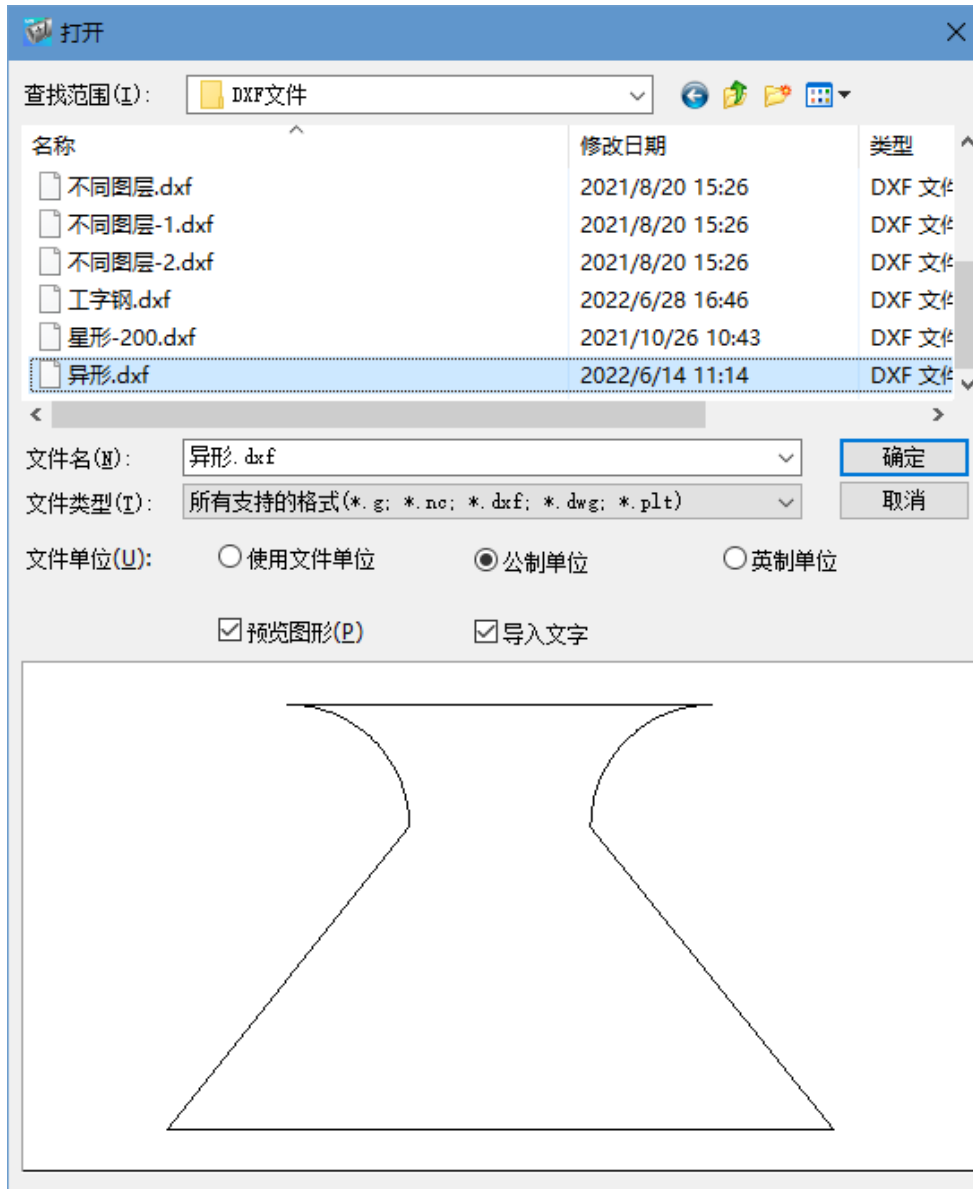 打开
查找范围(I): DXF文件
名称 修改日期 类型
不同图层.dxf 2021/8/20 15:26 DXF 文件
不同图层-1.dxf 2021/8/20 15:26 DXF 文件
不同图层-2.dxf 2021/8/20 15:26 DXF 文件
工字钢.dxf 2022/6/28 16:46 DXF 文件
星形-200.dxf 2021/10/26 10:43 DXF 文件
异形.dxf 2022/6/14 11:14 DXF 文件
文件名(N): 异形.dxf 确定
文件类型(T): 所有支持的格式(*.g; *.nc; *.dxf; *.dwg; *.plt) 取消
文件单位(U): 使用文件单位 公制单位 英制单位
预览图形(P) 导入文字